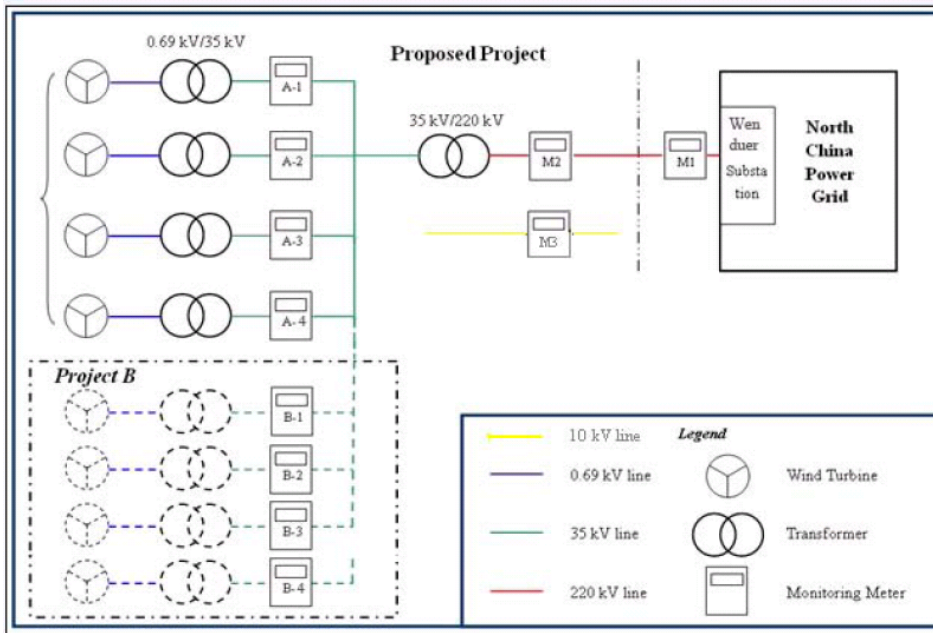 0.69 kV/35 kV
Proposed Project
A-1
A-2
A-3
A-4
35 kV/220 kV
M2
M1
M3
Wen
duer
Substa
tion
North
China
Power
Grid
Project B
B-1
B-2
B-3
B-4
Legend
10 kV line
0.69 kV line
Wind Turbine
35 kV line
Transformer
220 kV line
Monitoring Meter